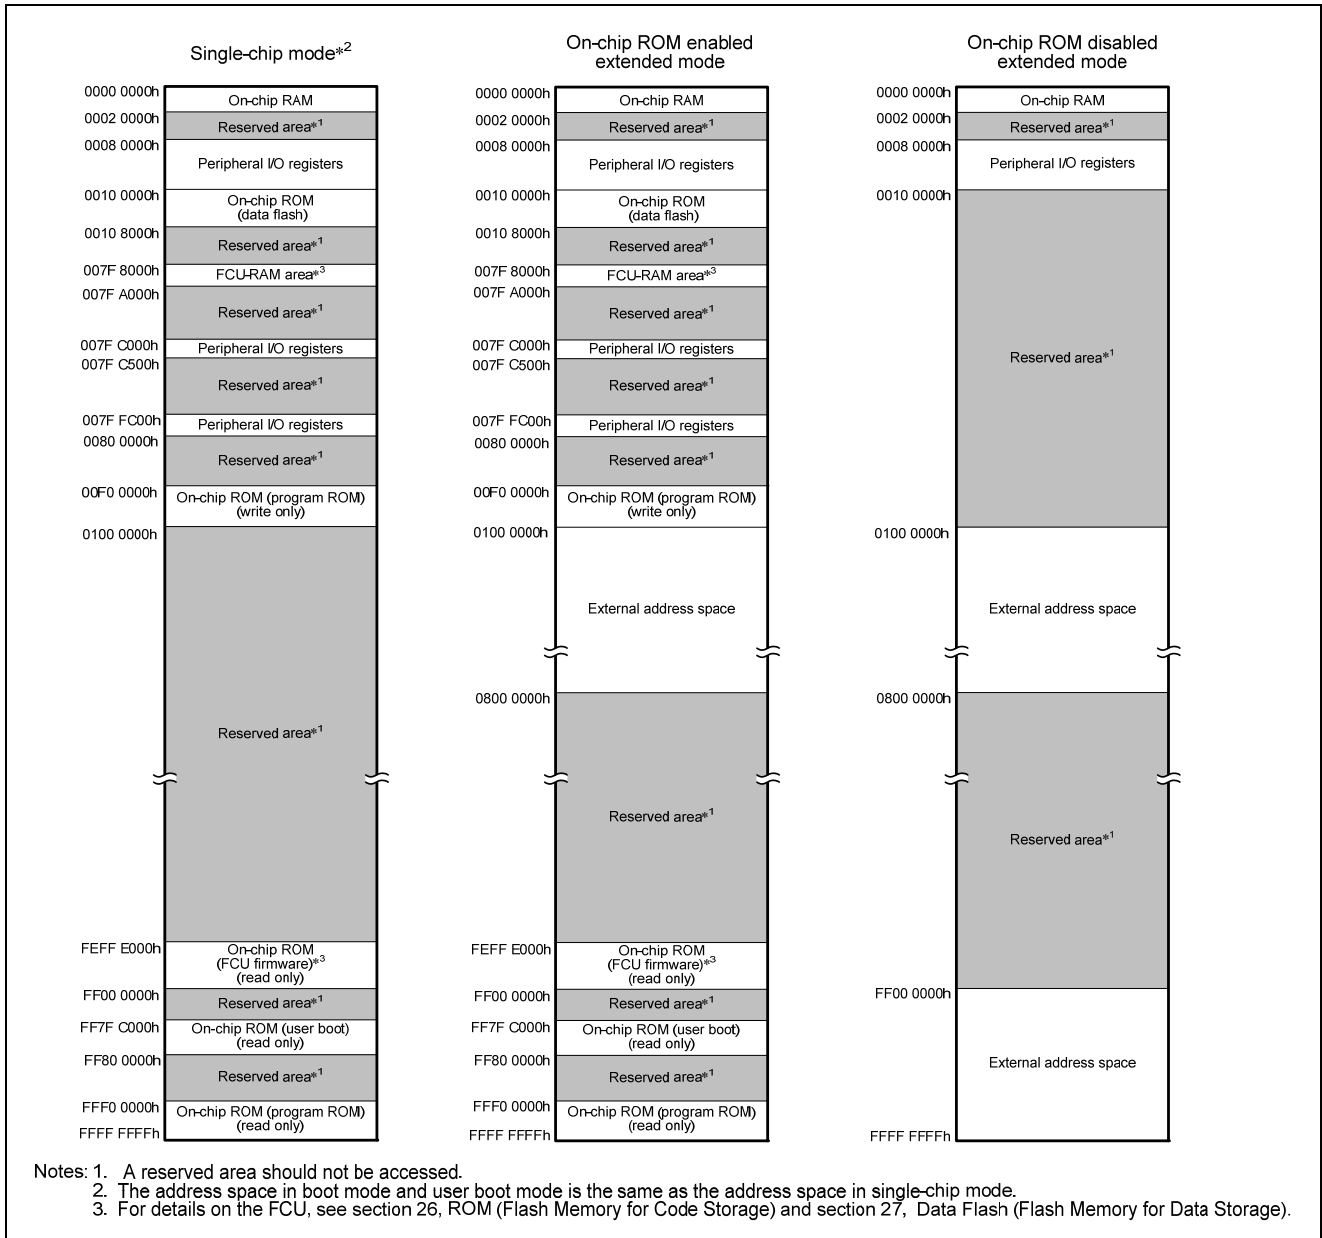 Single-chip mode*2
0000 0000h
On-chip RAM
0002 0000h
Reserved area*1
0008 0000h
Peripheral I/O registers
0010 0000h
On-chip ROM
(data flash)
0010 8000h
Reserved area*1
007F 8000h
FCU-RAM area*3
007F A000h
Reserved area*1
007F C000h
Peripheral I/O registers
007F C500h
Reserved area*1
007F FC00h
Peripheral I/O registers
0080 0000h
Reserved area*1
00F0 0000h
On-chip ROM (program ROM)
(write only)
0100 0000h
Reserved area*1
FEFF E000h
On-chip ROM
(FCU firmware)*3
(read only)
FF00 0000h
Reserved area*1
FF7F C000h
On-chip ROM (user boot)
(read only)
FF80 0000h
Reserved area*1
FFF0 0000h
On-chip ROM (program ROM)
(read only)
FFFF FFFFh
On-chip ROM enabled
extended mode
0000 0000h
On-chip RAM
0002 0000h
Reserved area*1
0008 0000h
Peripheral I/O registers
0010 0000h
On-chip ROM
(data flash)
0010 8000h
Reserved area*1
007F 8000h
FCU-RAM area*3
007F A000h
Reserved area*1
007F C000h
Peripheral I/O registers
007F C500h
Reserved area*1
007F FC00h
Peripheral I/O registers
0080 0000h
Reserved area*1
00F0 0000h
On-chip ROM (program ROM)
(write only)
0100 0000h
External address space
0800 0000h
Reserved area*1
FEFF E000h
On-chip ROM
(FCU firmware)*3
(read only)
FF00 0000h
Reserved area*1
FF7F C000h
On-chip ROM (user boot)
(read only)
FF80 0000h
Reserved area*1
FFF0 0000h
On-chip ROM (program ROM)
(read only)
FFFF FFFFh
On-chip ROM disabled
extended mode
0000 0000h
On-chip RAM
0002 0000h
Reserved area*1
0008 0000h
Peripheral I/O registers
0010 0000h
Reserved area*1
0100 0000h
External address space
0800 0000h
Reserved area*1
FF00 0000h
External address space
FFFF FFFFh
Notes: 1. A reserved area should not be accessed.
2. The address space in boot mode and user boot mode is the same as the address space in single-chip mode.
3. For details on the FCU, see section 26, ROM (Flash Memory for Code Storage) and section 27, Data Flash (Flash Memory for Data Storage).